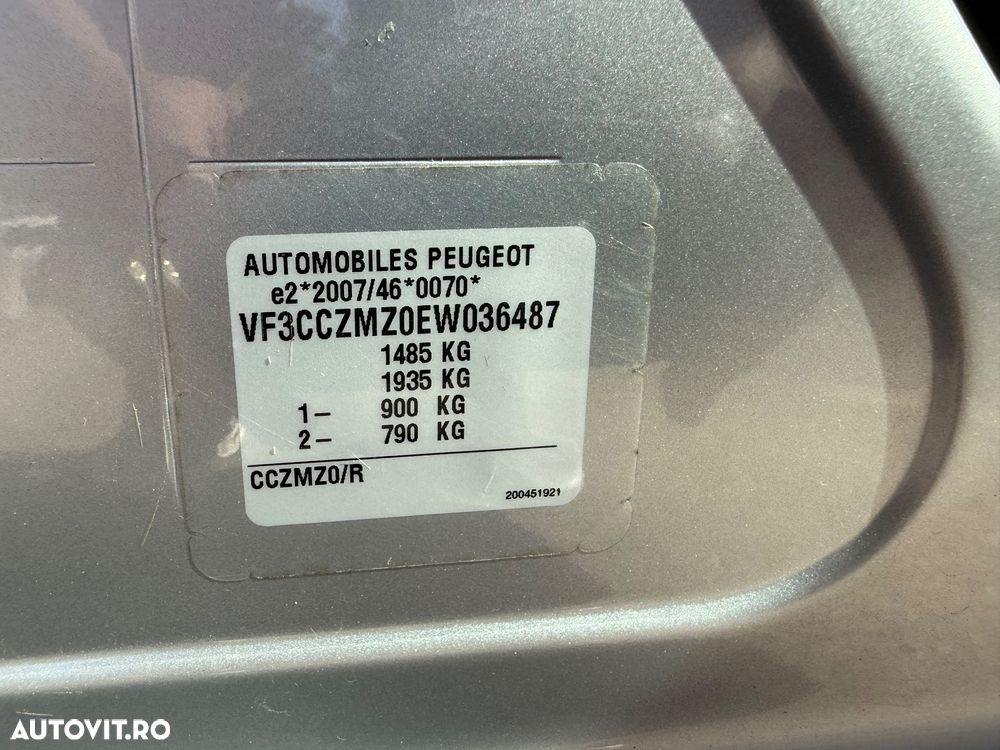 AUTOMOBILES PEUGEOT
e2*2007/46*0070*
VF3CCZMZ0EW036487
1485 KG
1935 KG
1- 900 KG
2- 790 KG
CCZMZ0/R
200451921
AUTOVIT.RO